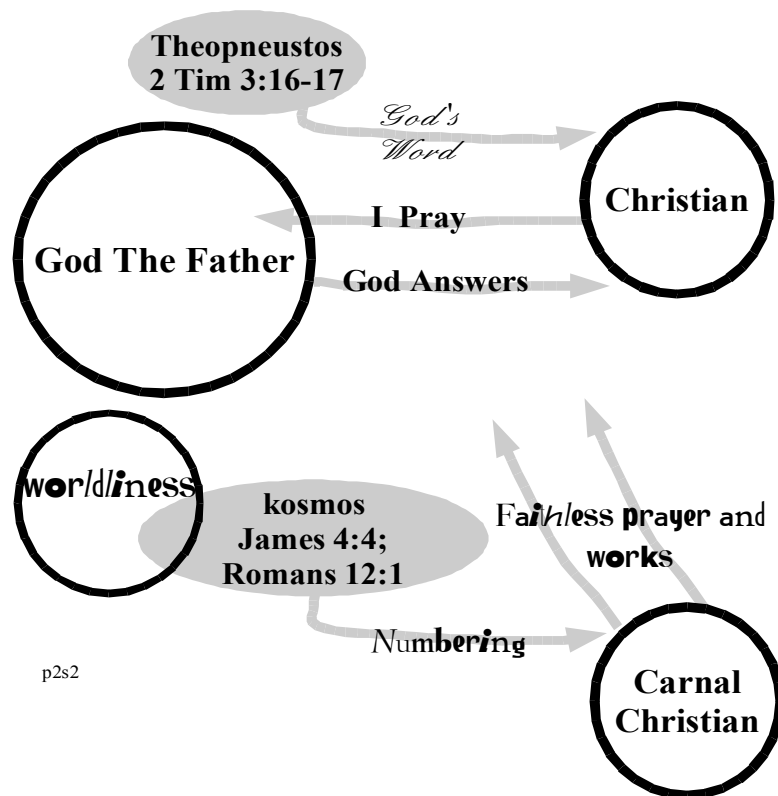 Theopneustos
2 Tim 3:16-17
God's
Word
Christian
I Pray
God The Father
God Answers
worldliness
kosmos
James 4:4;
Romans 12:1
Faithless prayer and
works
Numbering
p2s2
Carnal
Christian